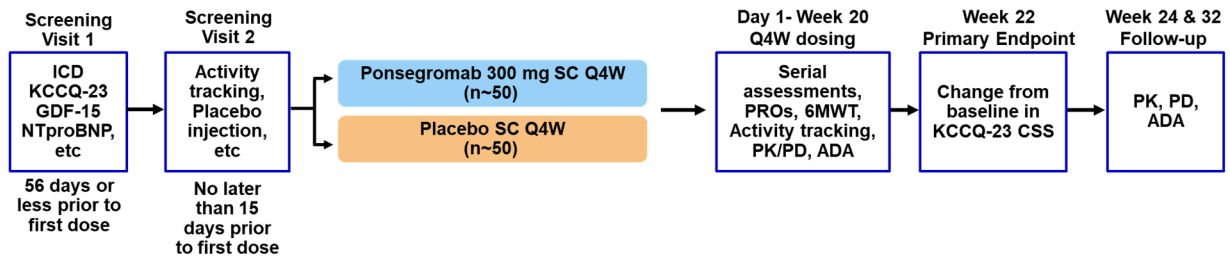 Screening
Visit 1
ICD
KCCQ-23
GDF-15
NTproBNP,
etc
56 days or
less prior to
first dose
Screening
Visit 2
Activity
tracking,
Placebo
injection,
etc
No later
than 15
days prior
to first dose
Ponsegromab 300 mg SC Q4W
(n~50)
Placebo SC Q4W
(n~50)
Day 1- Week 20
Q4W dosing
Serial
assessments,
PROs, 6MWT,
Activity tracking,
PK/PD, ADA
Week 22
Primary Endpoint
Change from
baseline in
KCCQ-23 CSS
Week 24 & 32
Follow-up
PK, PD,
ADA